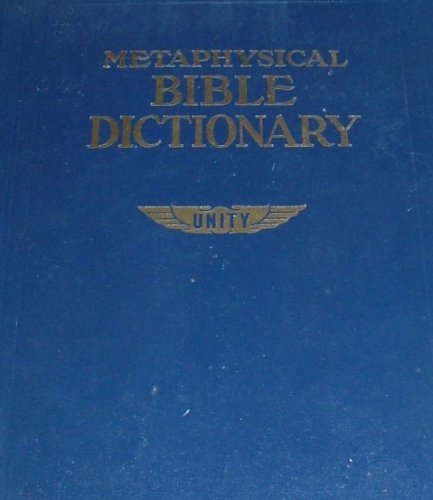 METAPHYSICAL
BIBLE
DICTIONARY
UNITY